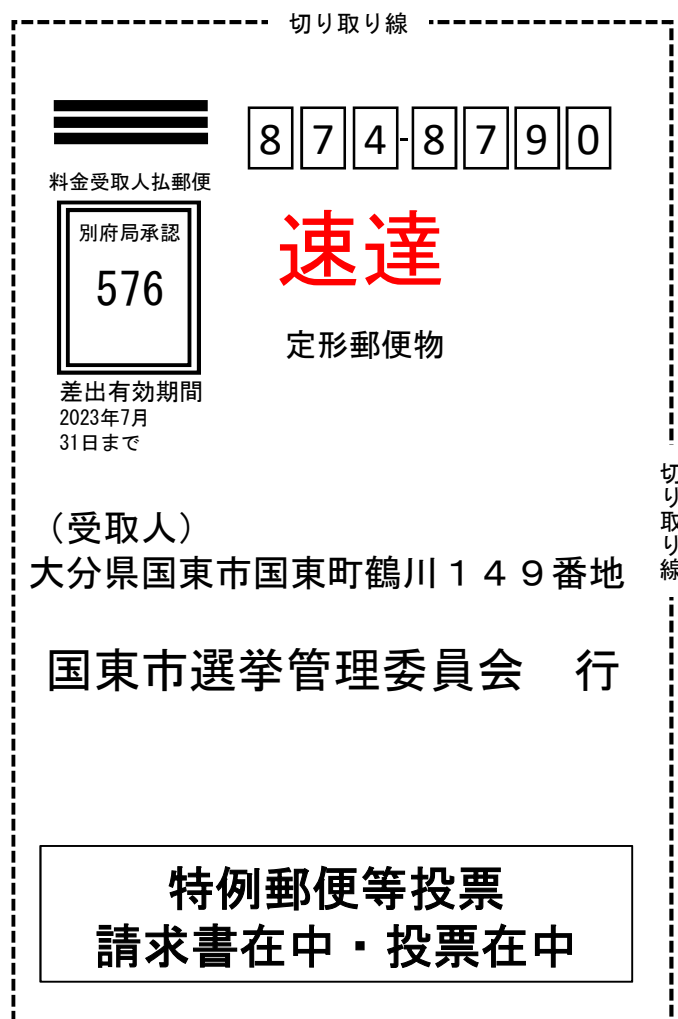 切り取り線
874-8790
料金受取人払郵便
別府局承認
576
速達
定形郵便物
差出有効期間
2023年7月
31日まで
切り取り線
（受取人）
大分県国東市国東町鶴川１４９番地
国東市選挙管理委員会　行
特例郵便等投票
請求書在中・投票在中